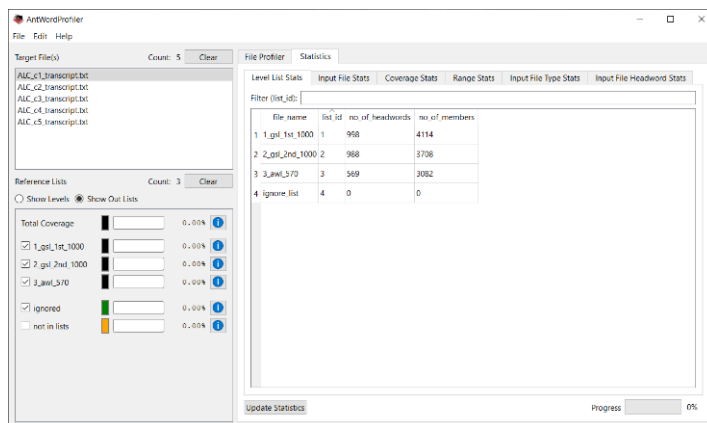 AntWordProfiler
File Edit Help
Target File(s) Count: 5 Clear
ALC_c1_transcript.txt
ALC_c2_transcript.txt
ALC_c3_transcript.txt
ALC_c4_transcript.txt
ALC_c5_transcript.txt
Reference Lists Count: 3 Clear
Show Levels Show Out Lists
Total Coverage 0.00%
1_gsl_1st_1000 0.00%
2_gsl_2nd_1000 0.00%
3_awl_570 0.00%
ignored 0.00%
not in lists 0.00%
File Profiler Statistics
Level List Stats Input File Stats Coverage Stats Range Stats Input File Type Stats Input File Headword Stats
Filter (list_id):
file_name list_id no_of_headwords no_of_members
1 1_gsl_1st_1000 1 998 4114
2 2_gsl_2nd_1000 2 988 3708
3 3_awl_570 3 569 3082
4 ignore_list 4 0 0
Update Statistics Progress 0%